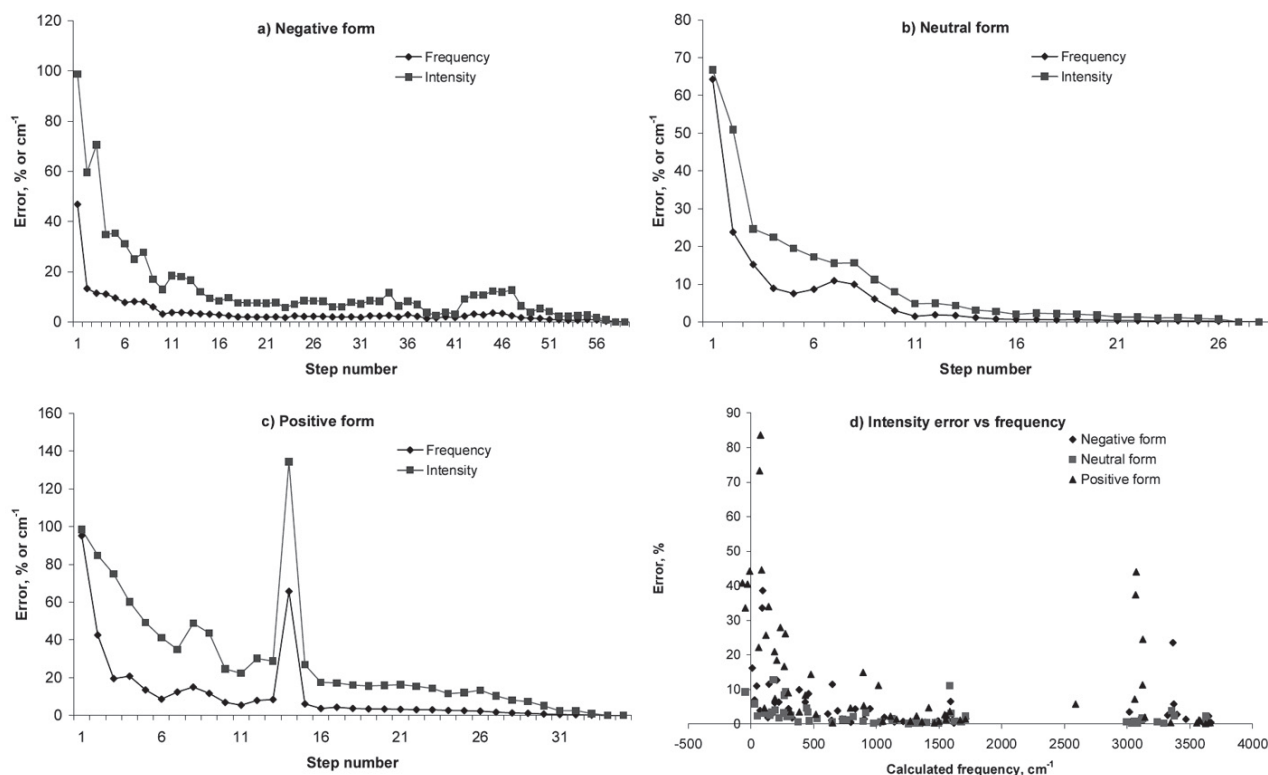 a) Negative form
Frequency
Intensity
Error, % or cm⁻¹
120
100
80
60
40
20
0
1 6 11 16 21 26 31 36 41 46 51 56
Step number
b) Neutral form
Frequency
Intensity
Error, % or cm⁻¹
80
70
60
50
40
30
20
10
0
1 6 11 16 21 26
Step number
c) Positive form
Frequency
Intensity
Error, % or cm⁻¹
160
140
120
100
80
60
40
20
0
1 6 11 16 21 26 31
Step number
d) Intensity error vs frequency
Negative form
Neutral form
Positive form
Error, %
90
80
70
60
50
40
30
20
10
0
-500 0 500 1000 1500 2000 2500 3000 3500 4000
Calculated frequency, cm⁻¹